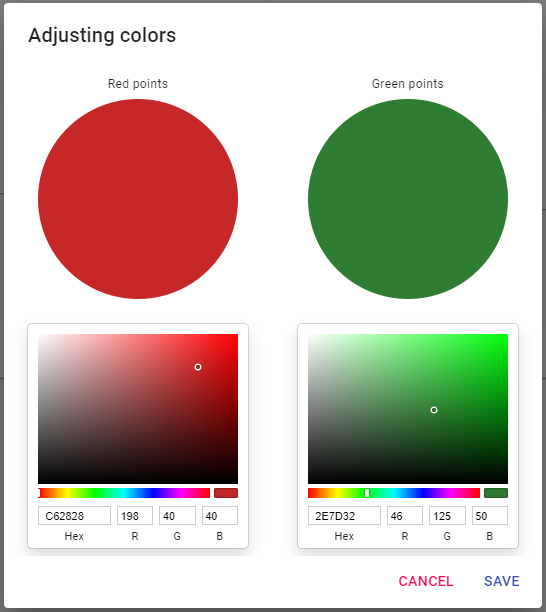 Adjusting colors
Red points Green points
C62828 198 40 40 2E7D32 46 125 50
Hex R G B Hex R G B
CANCEL SAVE